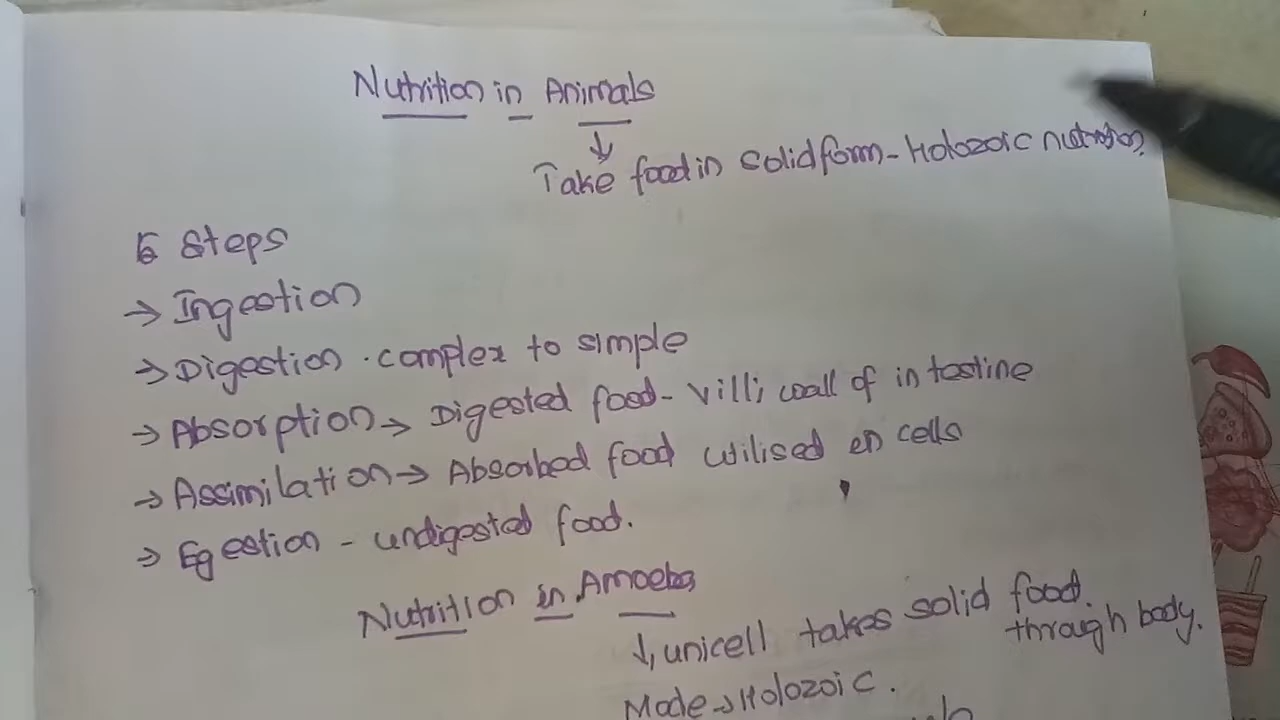 Nutrition in Animals
↓
Take food in solid form - Holozoic nutrition.
5 Steps
→ Ingestion
→ Digestion . complex to simple
→ Absorption → Digested food - villi wall of intestine
→ Assimilation → Absorbed food utilised en cells
→ Egestion - undigested food.
Nutrition in Amoeba
↓, unicell takes solid food.
through body.
Mode → Holozoic.